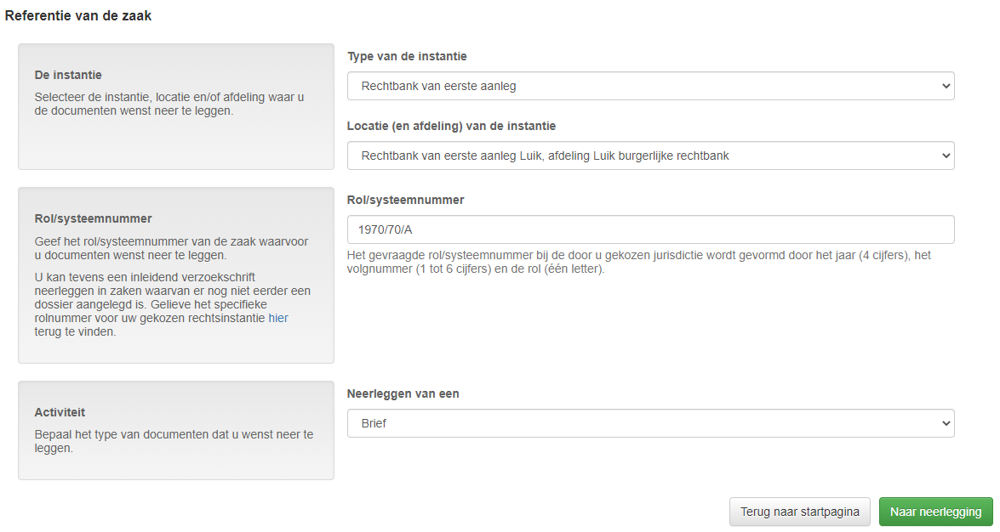 Referentie van de zaak
De instantie
Selecteer de instantie, locatie en/of afdeling waar u
de documenten wenst neer te leggen.
Type van de instantie
Rechtbank van eerste aanleg
Locatie (en afdeling) van de instantie
Rechtbank van eerste aanleg Luik, afdeling Luik burgerlijke rechtbank
Rol/systeemnummer
Geef het rol/systeemnummer van de zaak waarvoor
u documenten wenst neer te leggen.
U kan tevens een inleidend verzoekschrift
neerleggen in zaken waarvan er nog niet eerder een
dossier aangelegd is. Gelieve het specifieke
rolnummer voor uw gekozen rechtsinstantie hier
terug te vinden.
Rol/systeemnummer
1970/70/A
Het gevraagde rol/systeemnummer bij de door u gekozen jurisdictie wordt gevormd door het jaar (4 cijfers), het
volgnummer (1 tot 6 cijfers) en de rol (één letter).
Activiteit
Bepaal het type van documenten dat u wenst neer te
leggen.
Neerleggen van een
Brief
Terug naar startpagina
Naar neerlegging